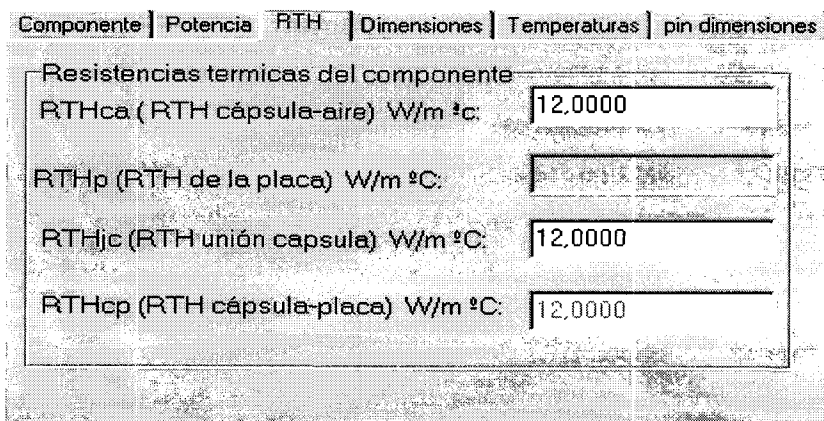 Componente Potencia RTH Dimensiones Temperaturas pin dimensiones
Resistencias termicas del componente
RTHca ( RTH cápsula-aire) W/m ºc: 12,0000
RTHp (RTH de la placa) W/m ºC:
RTHjc (RTH unión capsula) W/m ºC: 12,0000
RTHcp (RTH cápsula-placa) W/m ºC: 12,0000